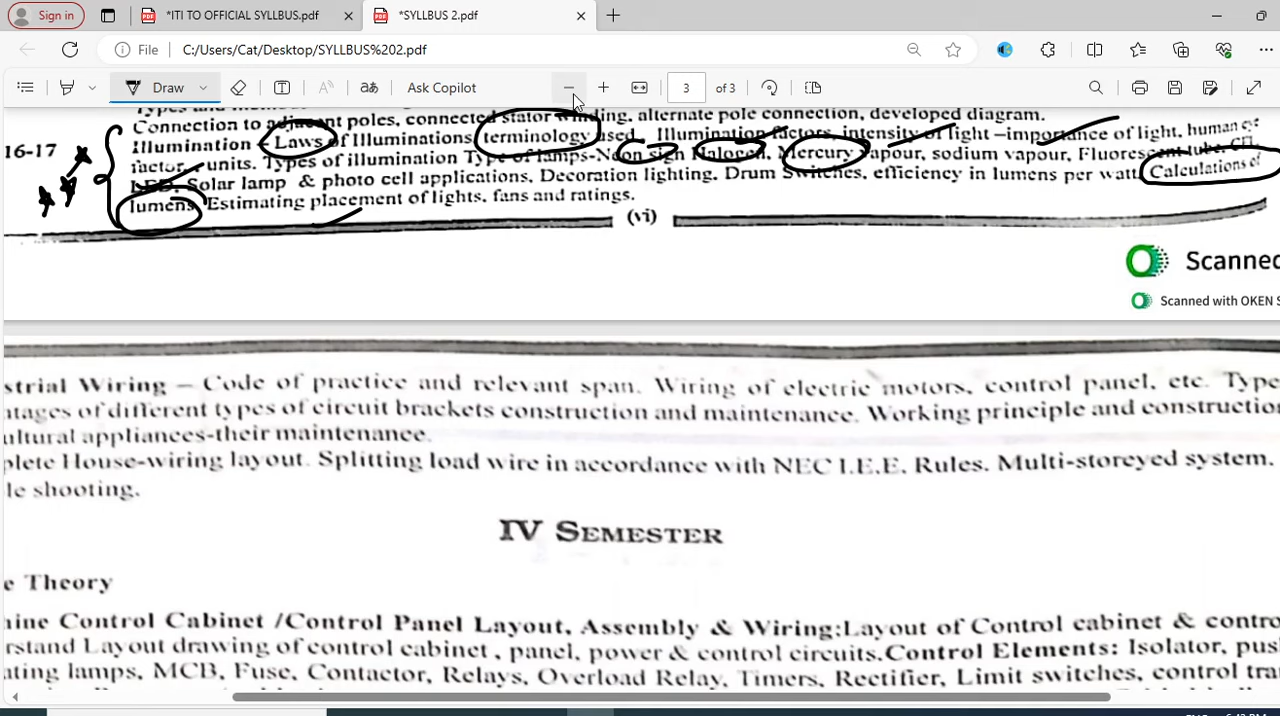 Sign in
*ITI TO OFFICIAL SYLLBUS.pdf
*SYLLBUS 2.pdf
File
C:/Users/Cat/Desktop/SYLLBUS%202.pdf
Draw
Ask Copilot
3 of 3
Connection to adjacent poles, connected stator winding, alternate pole connection, developed diagram.
16-17
Illumination - Laws of Illuminations terminology used. Illumination factors, intensity of light –importance of light, human eye
factor, units. Types of illumination Type of lamps-Neon sign Halogen, Mercury vapour, sodium vapour, Fluorescent tube, CFL
LED, Solar lamp & photo cell applications. Decoration lighting. Drum Switches, efficiency in lumens per watt. Calculations of
lumens. Estimating placement of lights, fans and ratings.
(vi)
Scanned
Scanned with OKEN S
strial Wiring – Code of practice and relevant span. Wiring of electric motors, control panel, etc. Type
ntages of different types of circuit brackets construction and maintenance. Working principle and construction
ultural appliances-their maintenance.
plete House-wiring layout. Splitting load wire in accordance with NEC I.E.E. Rules. Multi-storeyed system.
le shooting.
IV SEMESTER
e Theory
hine Control Cabinet /Control Panel Layout, Assembly & Wiring:Layout of Control cabinet & contro
rstand Layout drawing of control cabinet , panel, power & control circuits.Control Elements: Isolator, pus
ating lamps, MCB, Fuse, Contactor, Relays, Overload Relay, Timers, Rectifier, Limit switches, control tra